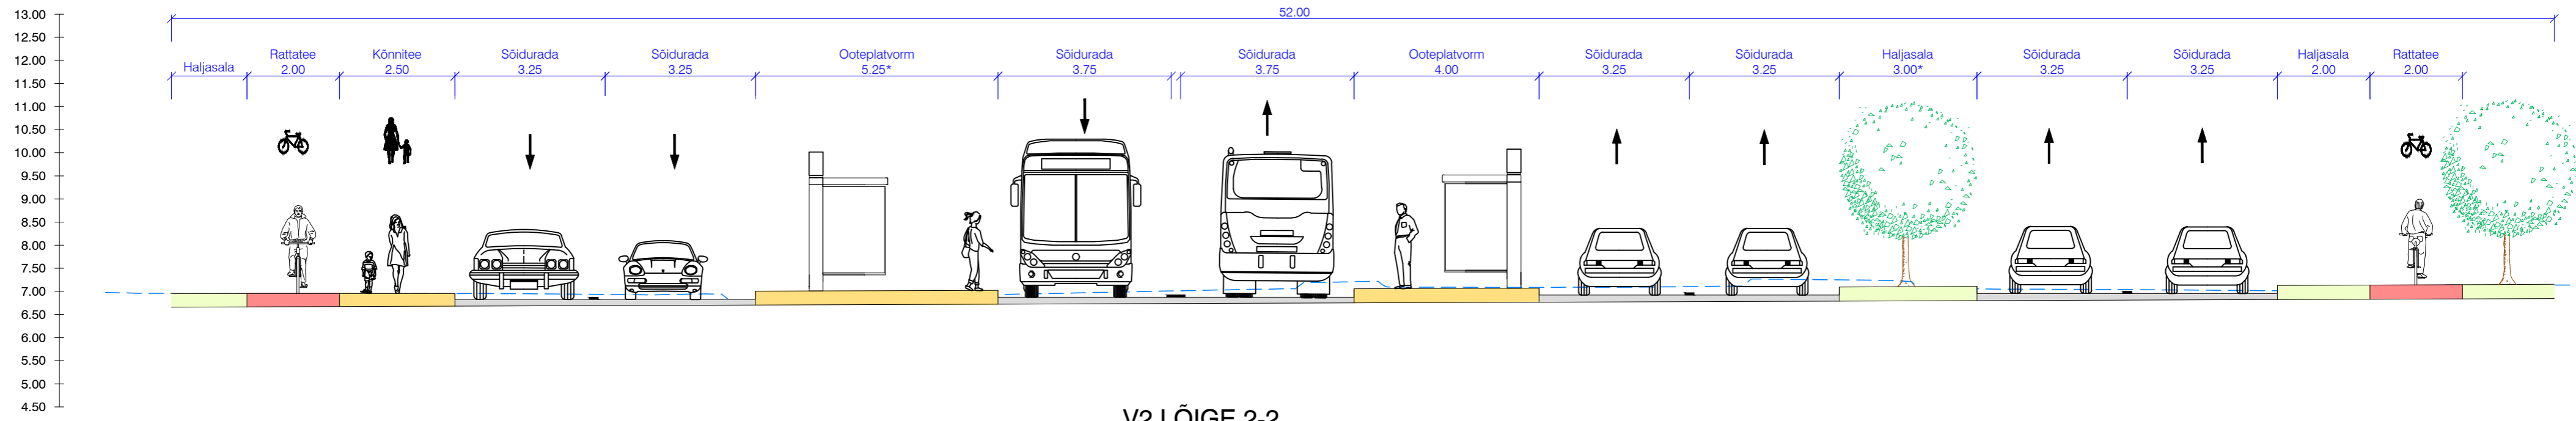 52.00
Haljasala
Rattatee
2.00
Kõnnitee
2.50
Sõidurada
3.25
Sõidurada
3.25
Ooteplatvorm
5.25*
Sõidurada
3.75
Sõidurada
3.75
Ooteplatvorm
4.00
Sõidurada
3.25
Sõidurada
3.25
Haljasala
3.00*
Sõidurada
3.25
Sõidurada
3.25
Haljasala
2.00
Rattatee
2.00
13.00
12.50
12.00
11.50
11.00
10.50
10.00
9.50
9.00
8.50
8.00
7.50
7.00
6.50
6.00
5.50
5.00
4.50
V2 LÕIGE 2-2